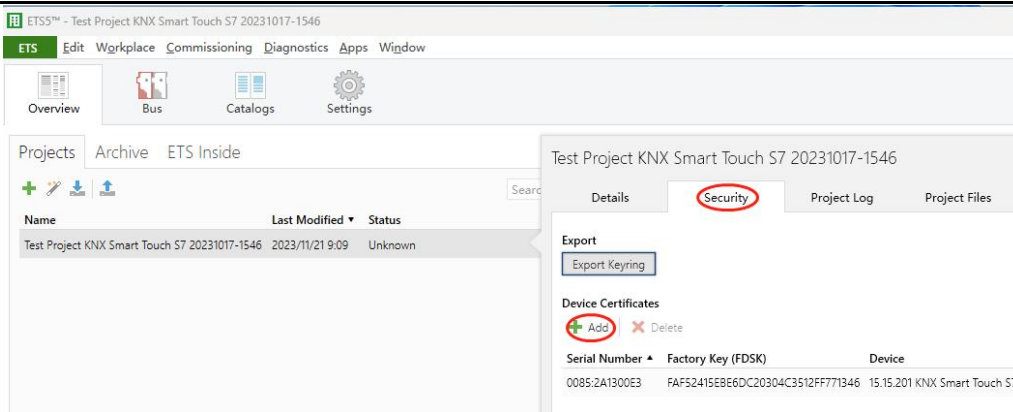 ETS5™ - Test Project KNX Smart Touch S7 20231017-1546
ETS Edit Workplace Commissioning Diagnostics Apps Window
Overview Bus Catalogs Settings
Projects Archive ETS Inside
Name Last Modified Status
Test Project KNX Smart Touch S7 20231017-1546 2023/11/21 9:09 Unknown
Test Project KNX Smart Touch S7 20231017-1546
Details Security Project Log Project Files
Export
Export Keyring
Device Certificates
Add Delete
Serial Number Factory Key (FDSK) Device
0085:2A1300E3 FAF52415EBE6DC20304C3512FF771346 15.15.201 KNX Smart Touch